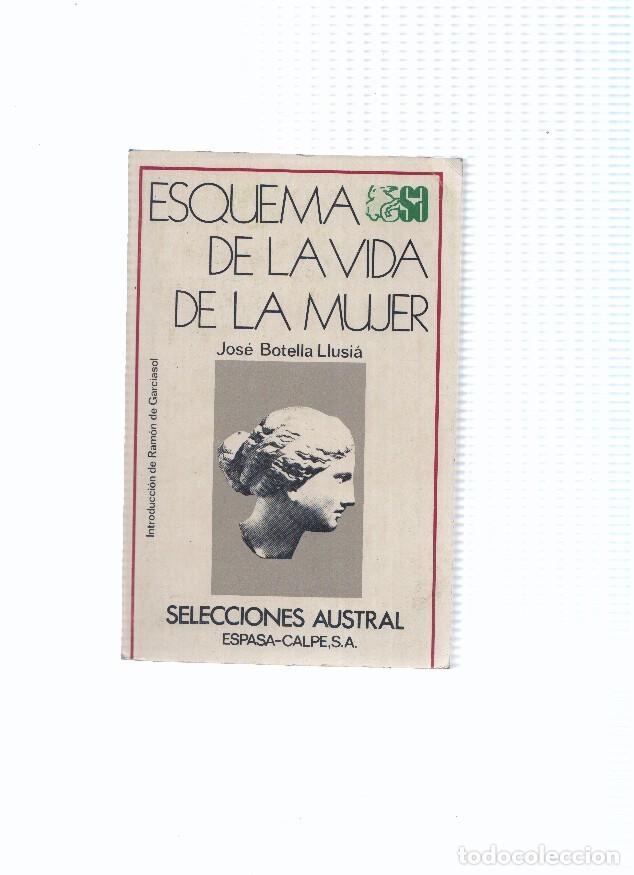 ESQUEMA
sa
DE LA VIDA
DE LA MUJER
José Botella Llusiá
Introducción de Ramón de Garciasol
SELECCIONES AUSTRAL
ESPASA-CALPE, S.A.
todocoleccion